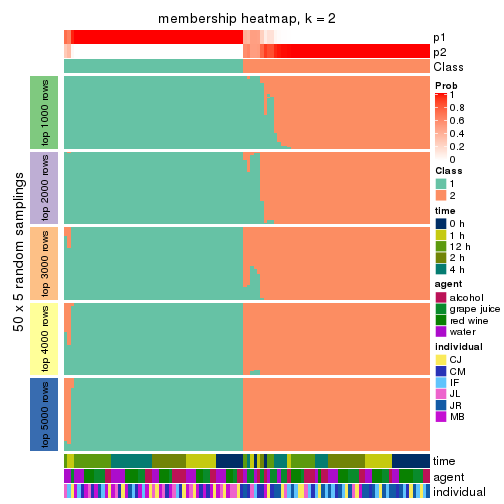 membership heatmap, k = 2
p1
p2
Class
50 x 5 random samplings
top 1000 rows
top 2000 rows
top 3000 rows
top 4000 rows
top 5000 rows
time
agent
individual
Prob
1
0.8
0.6
0.4
0.2
0
Class
1
2
time
0 h
1 h
12 h
2 h
4 h
agent
alcohol
grape juice
red wine
water
individual
CJ
CM
IF
JL
JR
MB